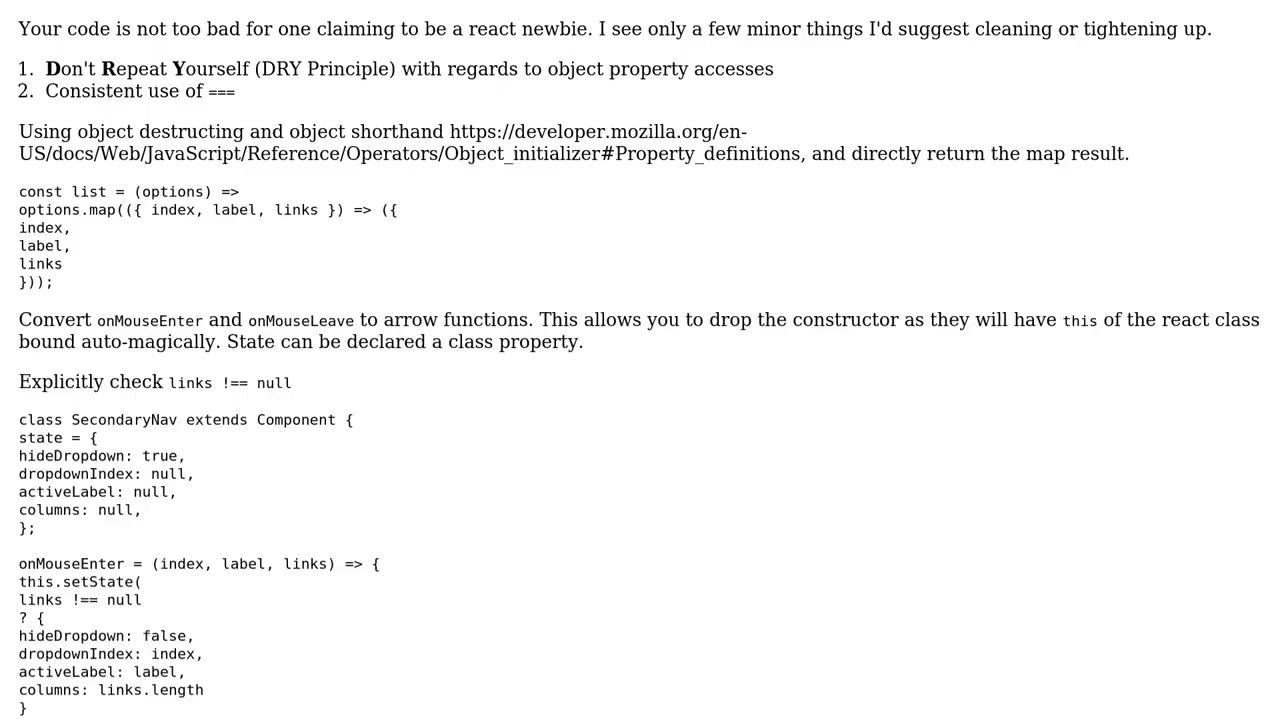 Your code is not too bad for one claiming to be a react newbie. I see only a few minor things I'd suggest cleaning or tightening up.
1. Don't Repeat Yourself (DRY Principle) with regards to object property accesses
2. Consistent use of ===
Using object destructing and object shorthand https://developer.mozilla.org/en-
US/docs/Web/JavaScript/Reference/Operators/Object_initializer#Property_definitions, and directly return the map result.
const list = (options) =>
options.map(({ index, label, links }) => ({
index,
label,
links
}));
Convert onMouseEnter and onMouseLeave to arrow functions. This allows you to drop the constructor as they will have this of the react class
bound auto-magically. State can be declared a class property.
Explicitly check links !== null
class SecondaryNav extends Component {
state = {
hideDropdown: true,
dropdownIndex: null,
activeLabel: null,
columns: null,
};
onMouseEnter = (index, label, links) => {
this.setState(
links !== null
? {
hideDropdown: false,
dropdownIndex: index,
activeLabel: label,
columns: links.length
}